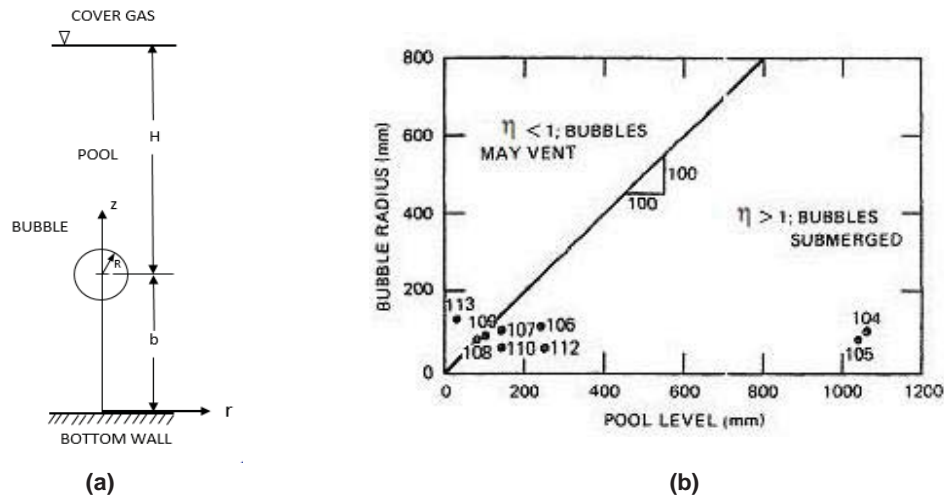 COVER GAS
H
POOL
z
BUBBLE
R
b
r
BOTTOM WALL
(a)
800
600
400
200
0
BUBBLE RADIUS (mm)
η < 1; BUBBLES
MAY VENT
100
100
η > 1; BUBBLES
SUBMERGED
113
109
108
107
106
110
112
104
105
0 200 400 600 800 1000 1200
POOL LEVEL (mm)
(b)